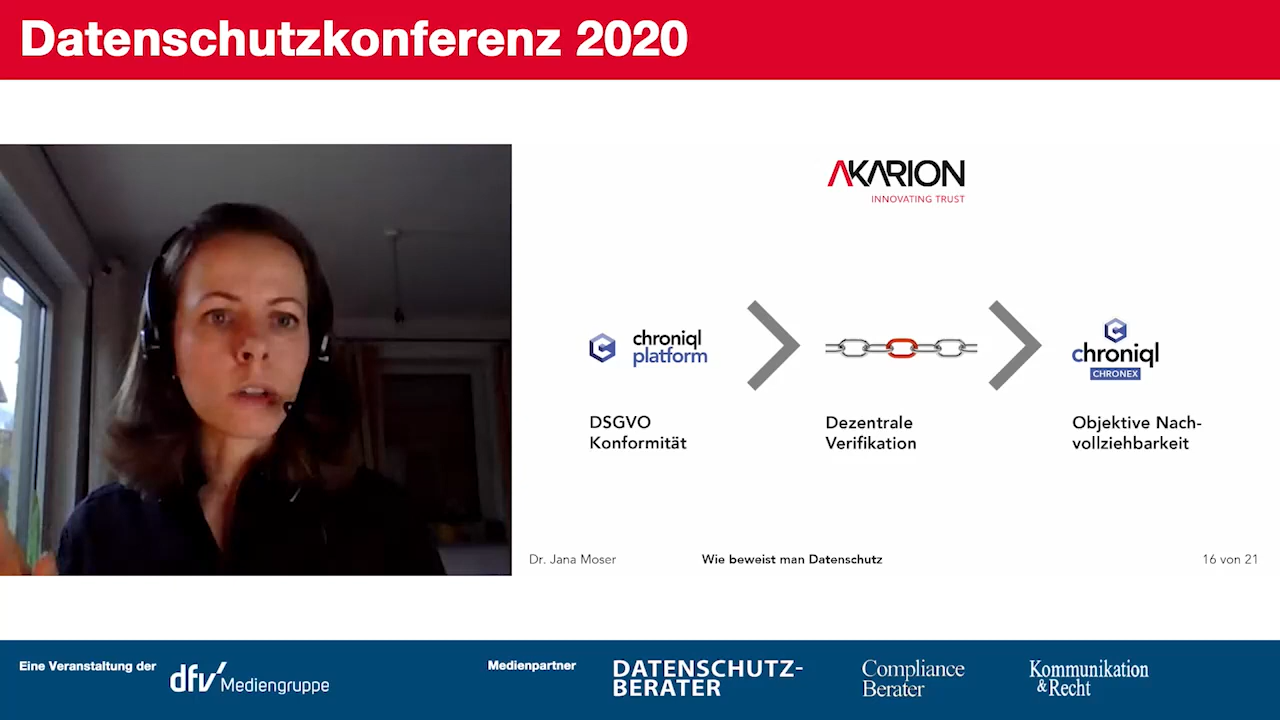 Datenschutzkonferenz 2020
AKARION
INNOVATING TRUST
chroniql
platform
chroniql
CHRONEX
DSGVO
Konformität
Dezentrale
Verifikation
Objektive Nach-
vollziehbarkeit
Dr. Jana Moser
Wie beweist man Datenschutz
16 von 21
Eine Veranstaltung der
dfv Mediengruppe
Medienpartner
DATENSCHUTZ-
BERATER
Compliance
Berater
Kommunikation
& Recht